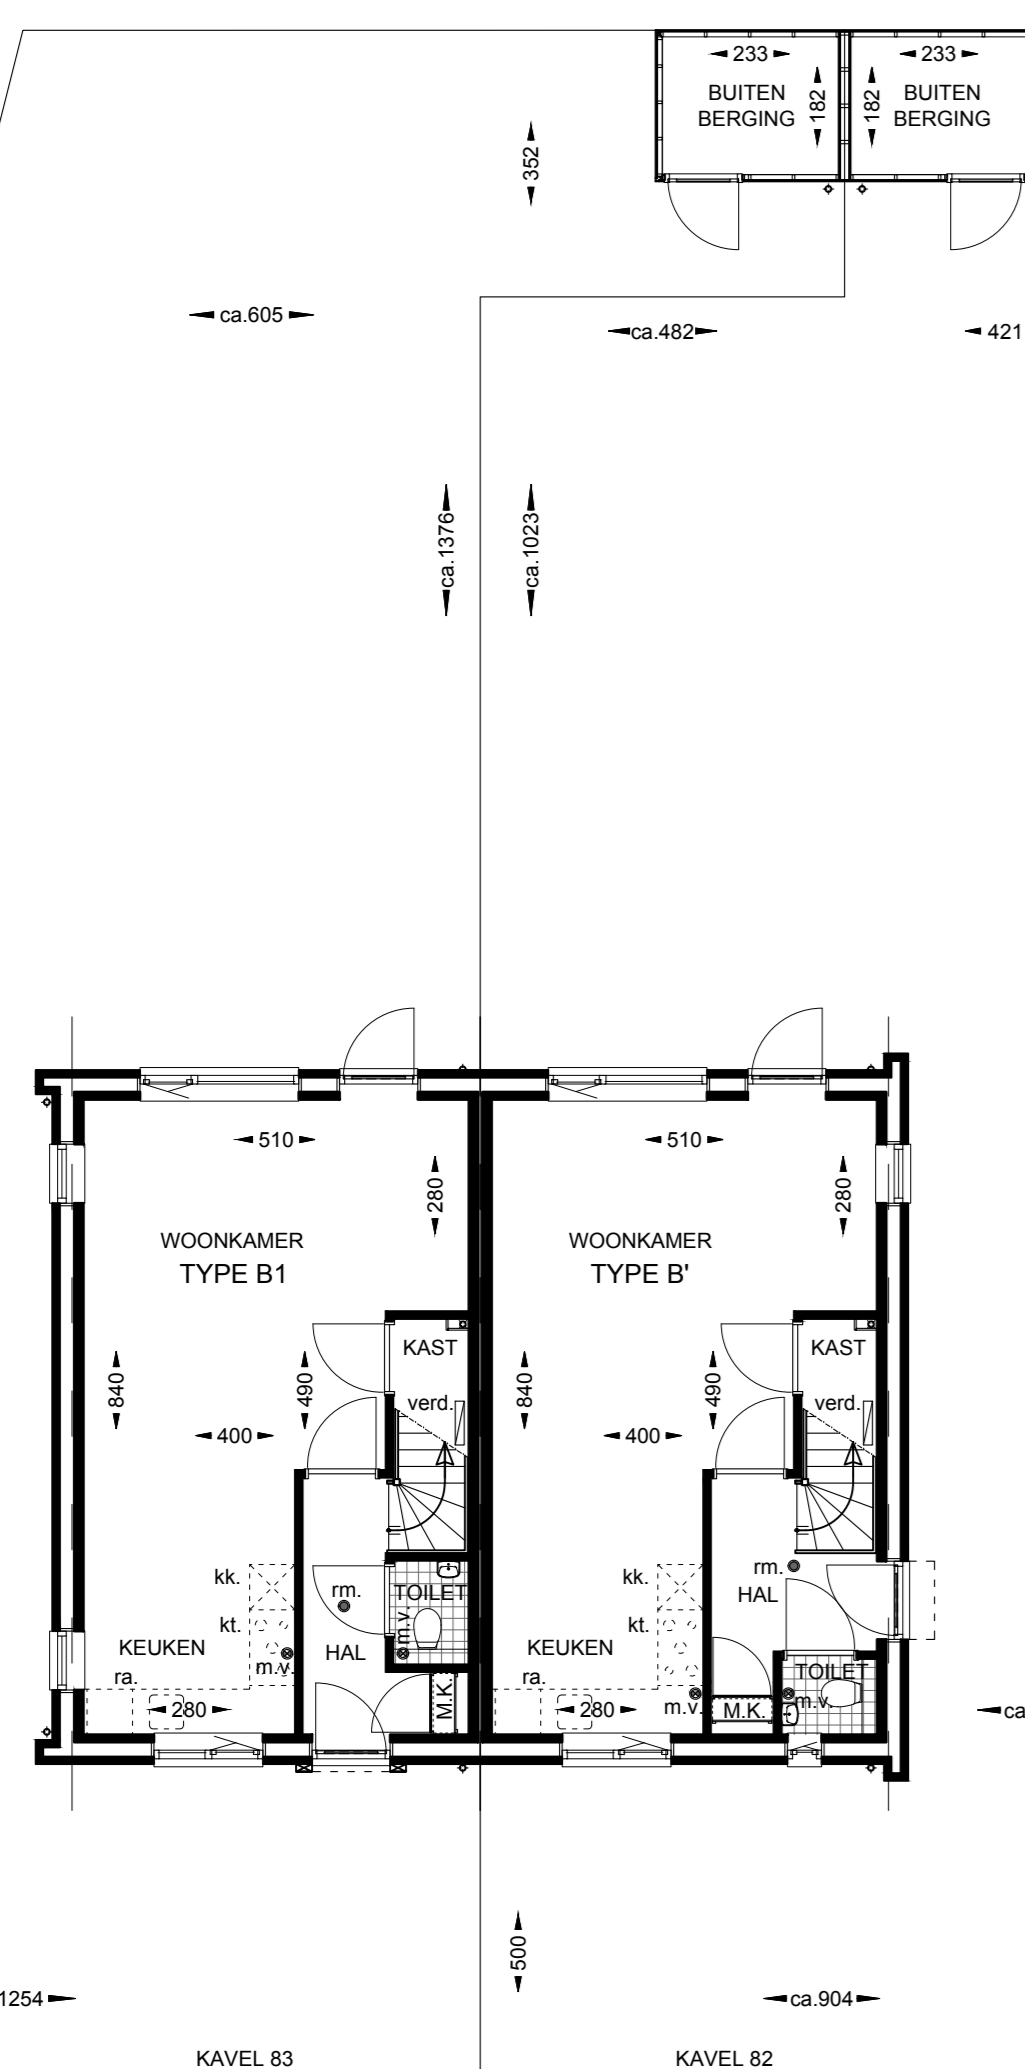 233
233
BUITEN
BERGING
182
182
BUITEN
BERGING
352
ca.605
ca.482
421
ca.1376
ca.1023
510
510
280
280
WOONKAMER
TYPE B1
WOONKAMER
TYPE B'
KAST
KAST
840
490
verd.
840
490
verd.
400
400
kk.
rm.
TOILET
kk.
rm.
HAL
kt.
m.v.
kt.
KEUKEN
HAL
KEUKEN
m.v.
ra.
TOILET
ra.
280
M.K.
280
m.v.
M.K.
m.v.
ca
500
1254
ca.904
KAVEL 83
KAVEL 82